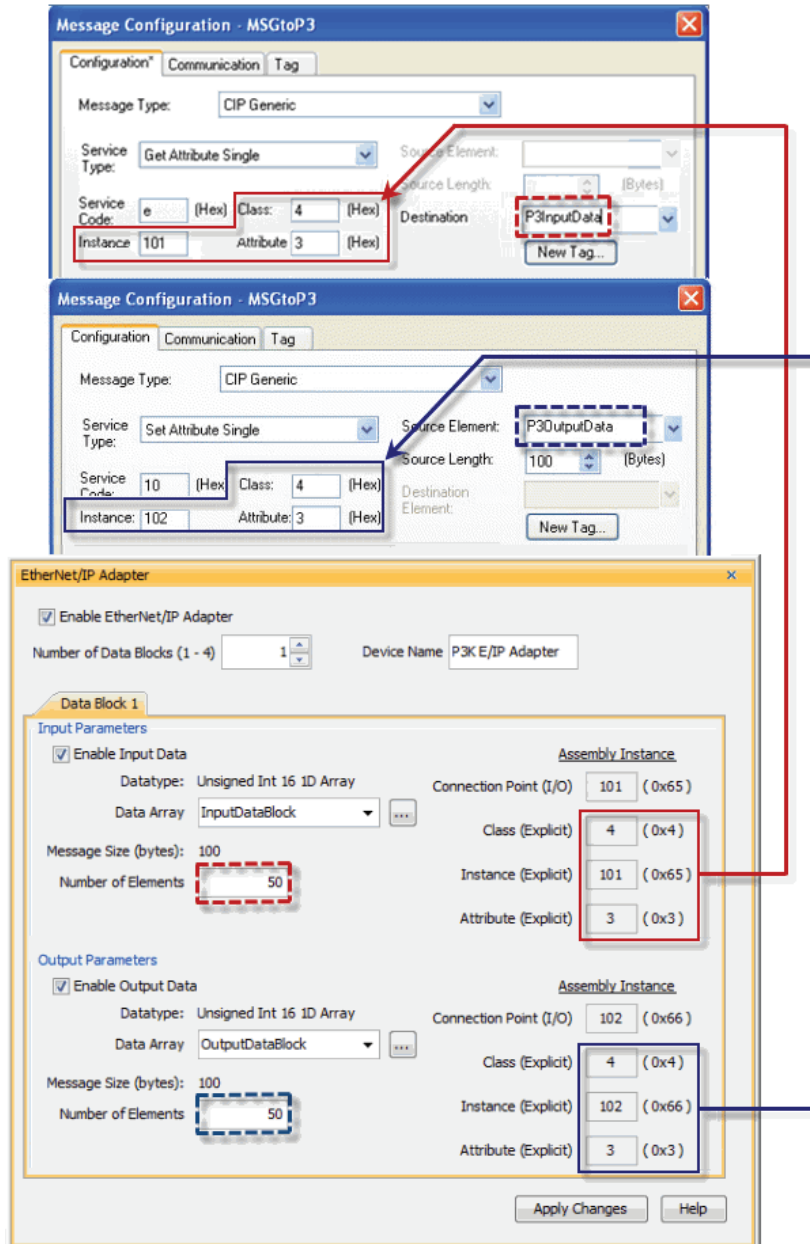 Message Configuration - MSGtoP3
Configuration* Communication Tag
Message Type: CIP Generic
Service Type: Get Attribute Single Source Element:
Source Length: (Bytes)
Service Code: e (Hex) Class: 4 (Hex) Destination P3InputData
Instance 101 Attribute 3 (Hex) New Tag...
Message Configuration - MSGtoP3
Configuration Communication Tag
Message Type: CIP Generic
Service Type: Set Attribute Single Source Element: P3OutputData
Source Length: 100 (Bytes)
Service Code: 10 (Hex Class: 4 (Hex) Destination Element:
Instance: 102 Attribute: 3 (Hex) New Tag...
EtherNet/IP Adapter x
Enable EtherNet/IP Adapter
Number of Data Blocks (1 - 4) 1 Device Name P3K E/IP Adapter
Data Block 1
Input Parameters
Enable Input Data Assembly Instance
Datatype: Unsigned Int 16 1D Array Connection Point (I/O) 101 ( 0x65 )
Data Array InputDataBlock ... Class (Explicit) 4 ( 0x4 )
Message Size (bytes): 100
Number of Elements 50 Instance (Explicit) 101 ( 0x65 )
Attribute (Explicit) 3 ( 0x3 )
Output Parameters
Enable Output Data Assembly Instance
Datatype: Unsigned Int 16 1D Array Connection Point (I/O) 102 ( 0x66 )
Data Array OutputDataBlock ... Class (Explicit) 4 ( 0x4 )
Message Size (bytes): 100
Number of Elements 50 Instance (Explicit) 102 ( 0x66 )
Attribute (Explicit) 3 ( 0x3 )
Apply Changes Help